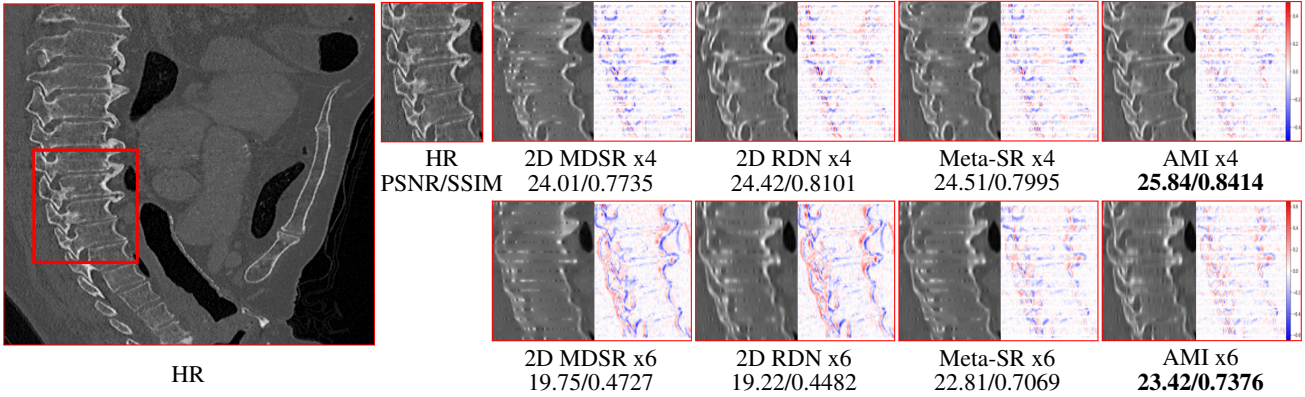 HR
HR
PSNR/SSIM
2D MDSR x4
24.01/0.7735
2D RDN x4
24.42/0.8101
Meta-SR x4
24.51/0.7995
AMI x4
25.84/0.8414
2D MDSR x6
19.75/0.4727
2D RDN x6
19.22/0.4482
Meta-SR x6
22.81/0.7069
AMI x6
23.42/0.7376